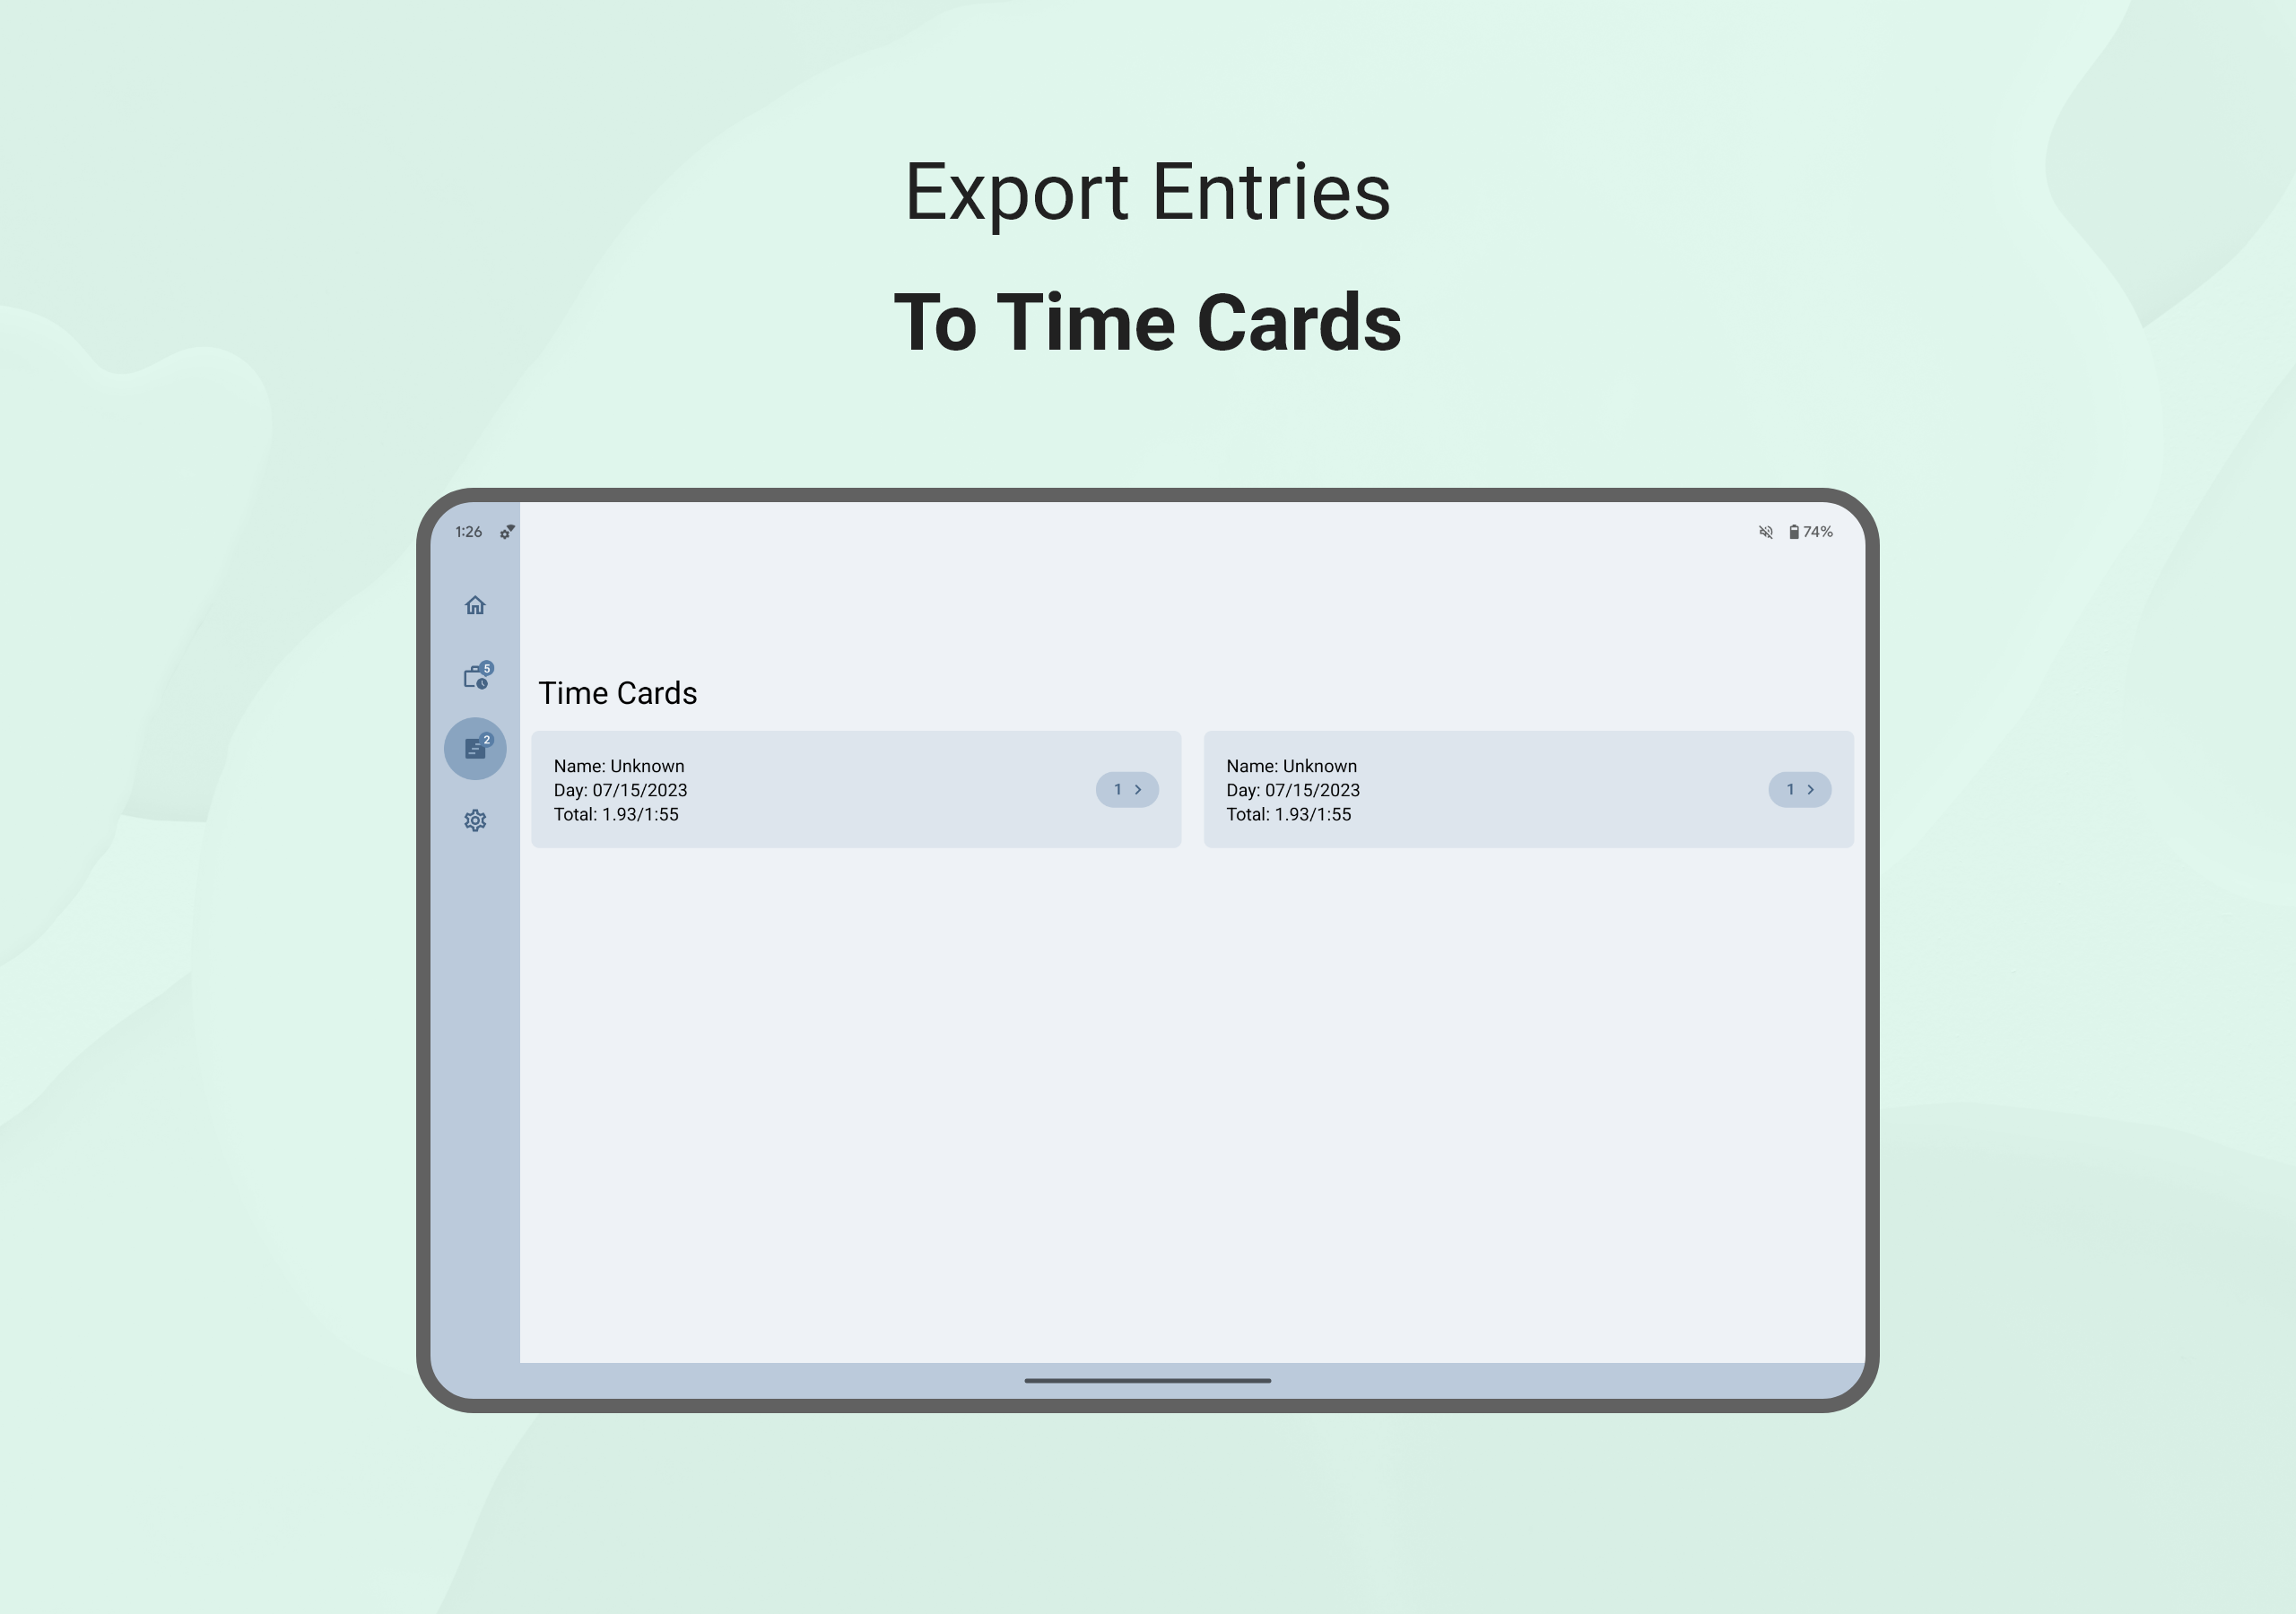 Export Entries
To Time Cards
1:26
74%
5
2
Time Cards
Name: Unknown
Day: 07/15/2023
Total: 1.93/1:55
1
Name: Unknown
Day: 07/15/2023
Total: 1.93/1:55
1